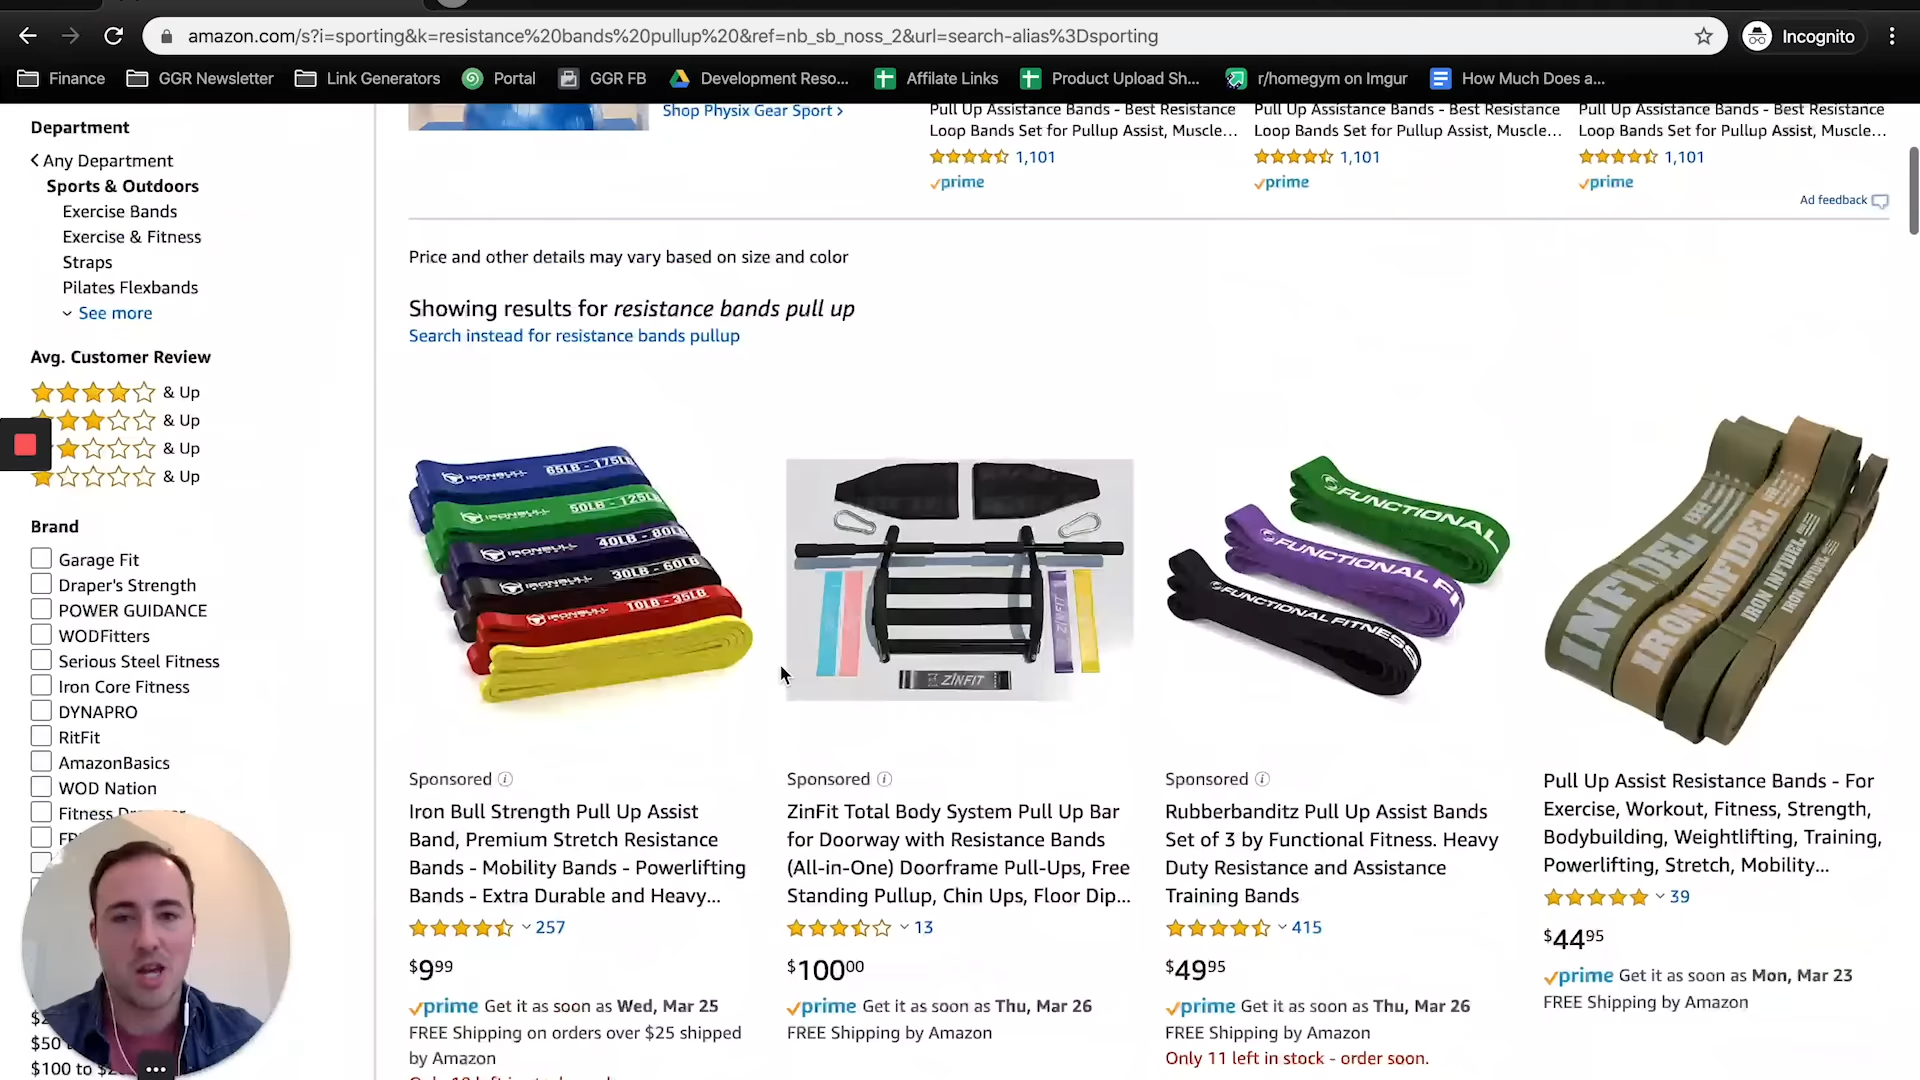 amazon.com/s?i=sporting&k=resistance%20bands%20pullup%20&ref=nb_sb_noss_2&url=search-alias%3Dsporting
Incognito
Finance
GGR Newsletter
Link Generators
Portal
GGR FB
Development Reso...
Affilate Links
Product Upload Sh...
r/homegym on Imgur
How Much Does a...
Department
Any Department
Sports & Outdoors
Exercise Bands
Exercise & Fitness
Straps
Pilates Flexbands
See more
Avg. Customer Review
& Up
& Up
& Up
& Up
Brand
Garage Fit
Draper's Strength
POWER GUIDANCE
WODFitters
Serious Steel Fitness
Iron Core Fitness
DYNAPRO
RitFit
AmazonBasics
WOD Nation
$50
$100 to
Shop Physix Gear Sport ›
Pull Up Assistance Bands - Best Resistance
Loop Bands Set for Pullup Assist, Muscle...
1,101
prime
Pull Up Assistance Bands - Best Resistance
Loop Bands Set for Pullup Assist, Muscle...
1,101
prime
Pull Up Assistance Bands - Best Resistance
Loop Bands Set for Pullup Assist, Muscle...
1,101
prime
Ad feedback
Price and other details may vary based on size and color
Showing results for resistance bands pull up
Search instead for resistance bands pullup
65LB - 175L
IRONBULL
50LB - 125L
IRONBULL
40LB - 80L
IRONBULL
30LB - 60LB
IRONBULL
10LB - 35LB
Sponsored
Iron Bull Strength Pull Up Assist
Band, Premium Stretch Resistance
Bands - Mobility Bands - Powerlifting
Bands - Extra Durable and Heavy...
257
$9.99
prime Get it as soon as Wed, Mar 25
FREE Shipping on orders over $25 shipped
by Amazon
ZINFIT
ZINFIT
Sponsored
ZinFit Total Body System Pull Up Bar
for Doorway with Resistance Bands
(All-in-One) Doorframe Pull-Ups, Free
Standing Pullup, Chin Ups, Floor Dip...
13
$100.00
prime Get it as soon as Thu, Mar 26
FREE Shipping by Amazon
FUNCTIONAL
FUNCTIONAL FI
FUNCTIONAL FITNESS
Sponsored
Rubberbanditz Pull Up Assist Bands
Set of 3 by Functional Fitness. Heavy
Duty Resistance and Assistance
Training Bands
415
$49.95
prime Get it as soon as Thu, Mar 26
FREE Shipping by Amazon
Only 11 left in stock - order soon.
INFIDEL
IRON INFIDEL
IRON INFIDEL
IRON INFIDEL
Pull Up Assist Resistance Bands - For
Exercise, Workout, Fitness, Strength,
Bodybuilding, Weightlifting, Training,
Powerlifting, Stretch, Mobility...
39
$44.95
prime Get it as soon as Mon, Mar 23
FREE Shipping by Amazon